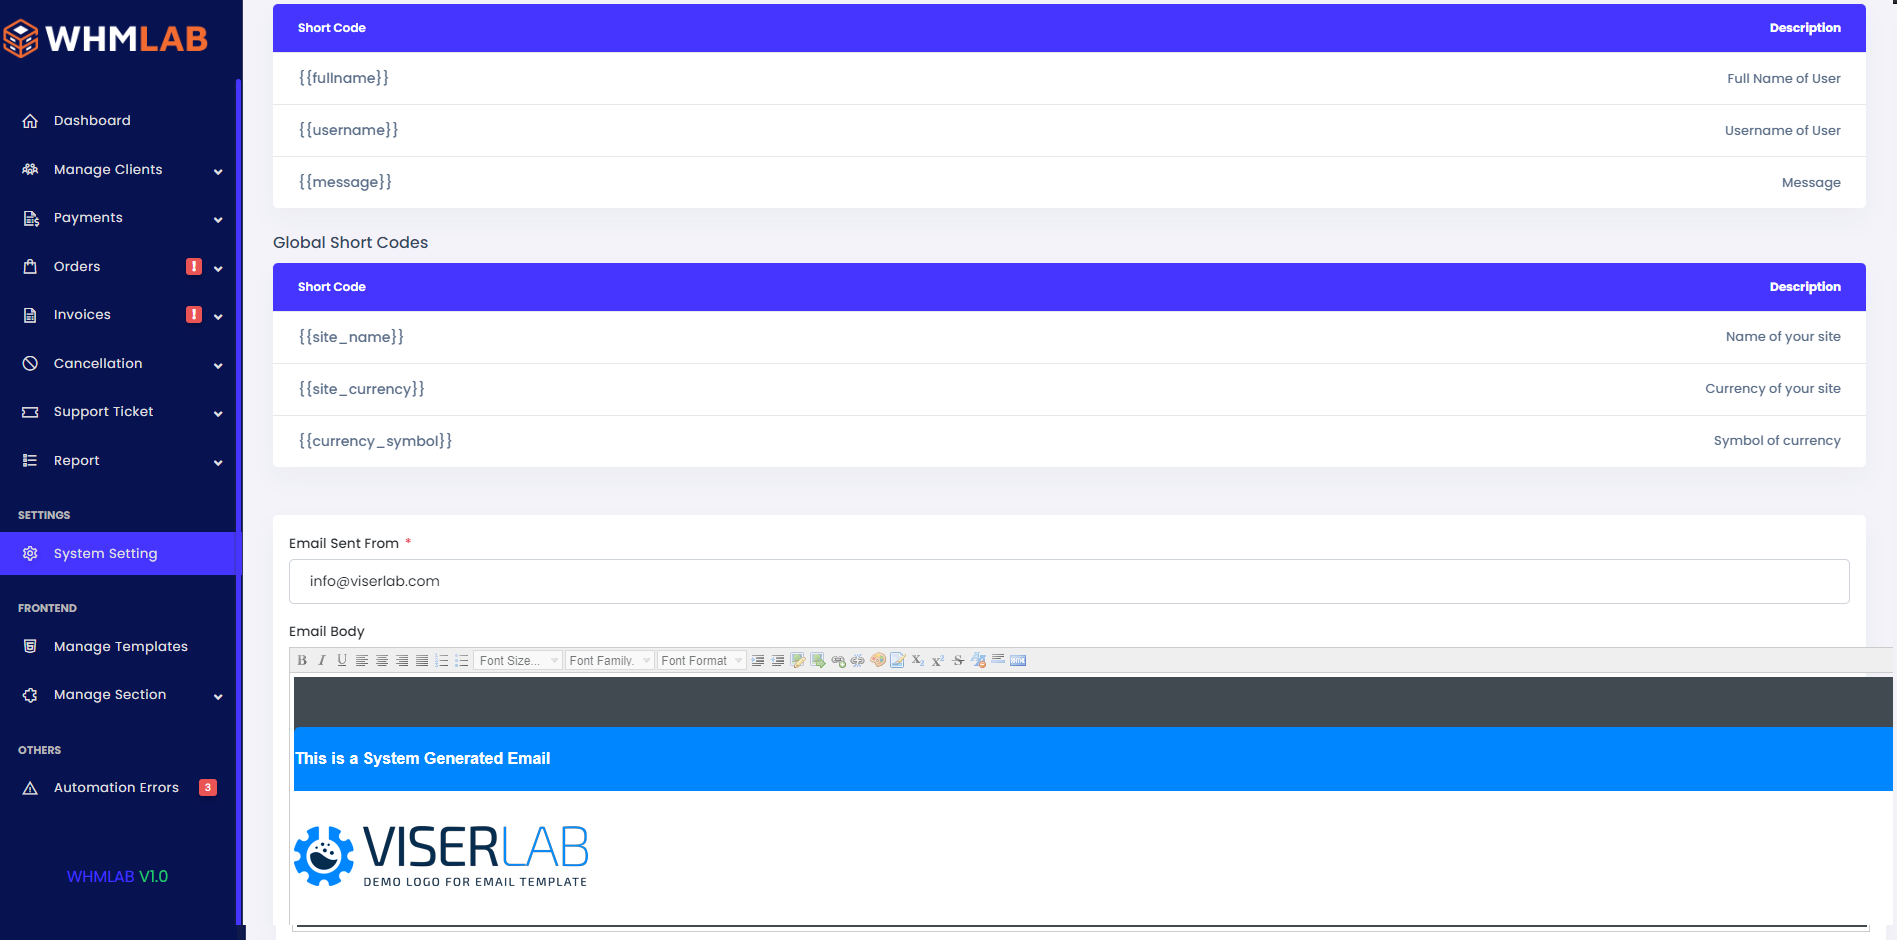 WHMLAB
Dashboard
Manage Clients
Payments
Orders !
Invoices !
Cancellation
Support Ticket
Report
SETTINGS
System Setting
FRONTEND
Manage Templates
Manage Section
OTHERS
Automation Errors 3
WHMLAB V1.0
Short Code Description
{{fullname}} Full Name of User
{{username}} Username of User
{{message}} Message
Global Short Codes
Short Code Description
{{site_name}} Name of your site
{{site_currency}} Currency of your site
{{currency_symbol}} Symbol of currency
Email Sent From *
info@viserlab.com
Email Body
B I U Font Size... Font Family. Font Format
This is a System Generated Email
VISERLAB
DEMO LOGO FOR EMAIL TEMPLATE